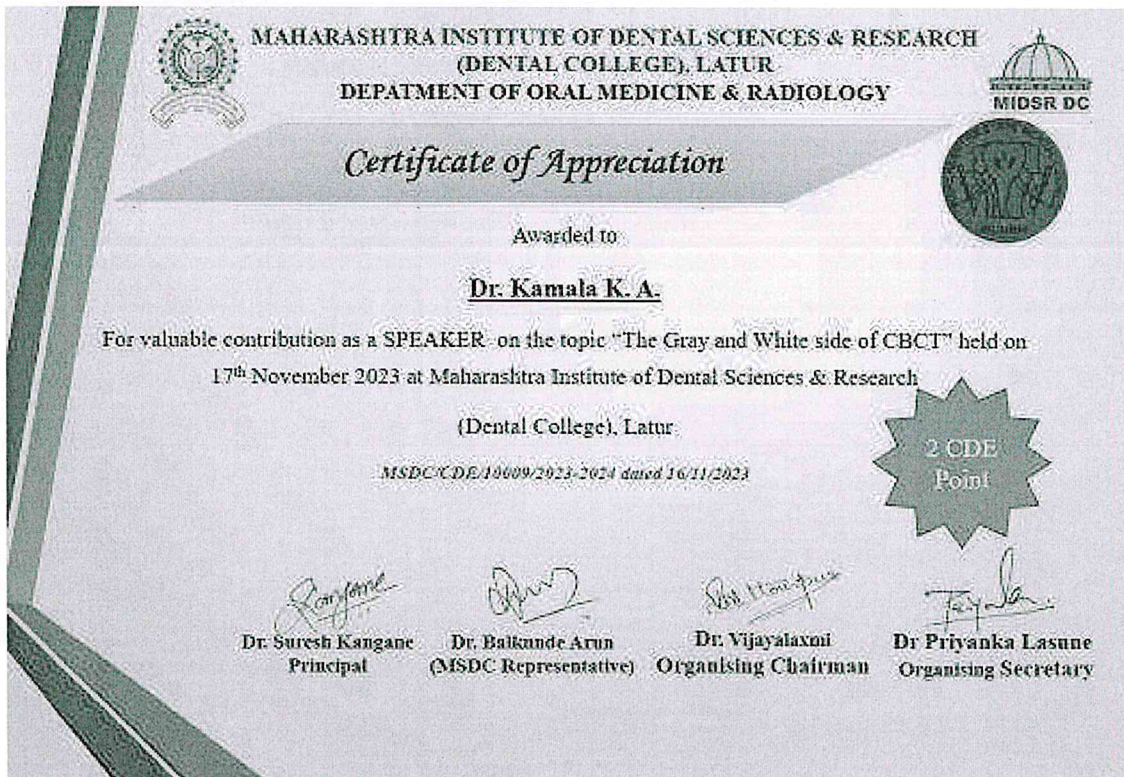 MAHARASHTRA INSTITUTE OF DENTAL SCIENCES & RESEARCH
(DENTAL COLLEGE), LATUR
DEPATMENT OF ORAL MEDICINE & RADIOLOGY
MIDSR DC
Certificate of Appreciation
Awarded to
Dr. Kamala K. A.
For valuable contribution as a SPEAKER on the topic "The Gray and White side of CBCT" held on
17th November 2023 at Maharashtra Institute of Dental Sciences & Research
(Dental College), Latur
2 CDE
Point
MSDC/CDE/10009/2023-2024 dated 16/11/2023
Dr. Suresh Kangane
Principal
Dr. Balkunde Arun
(MSDC Representative)
Dr. Vijayalaxmi
Organising Chairman
Dr Priyanka Lasune
Organising Secretary